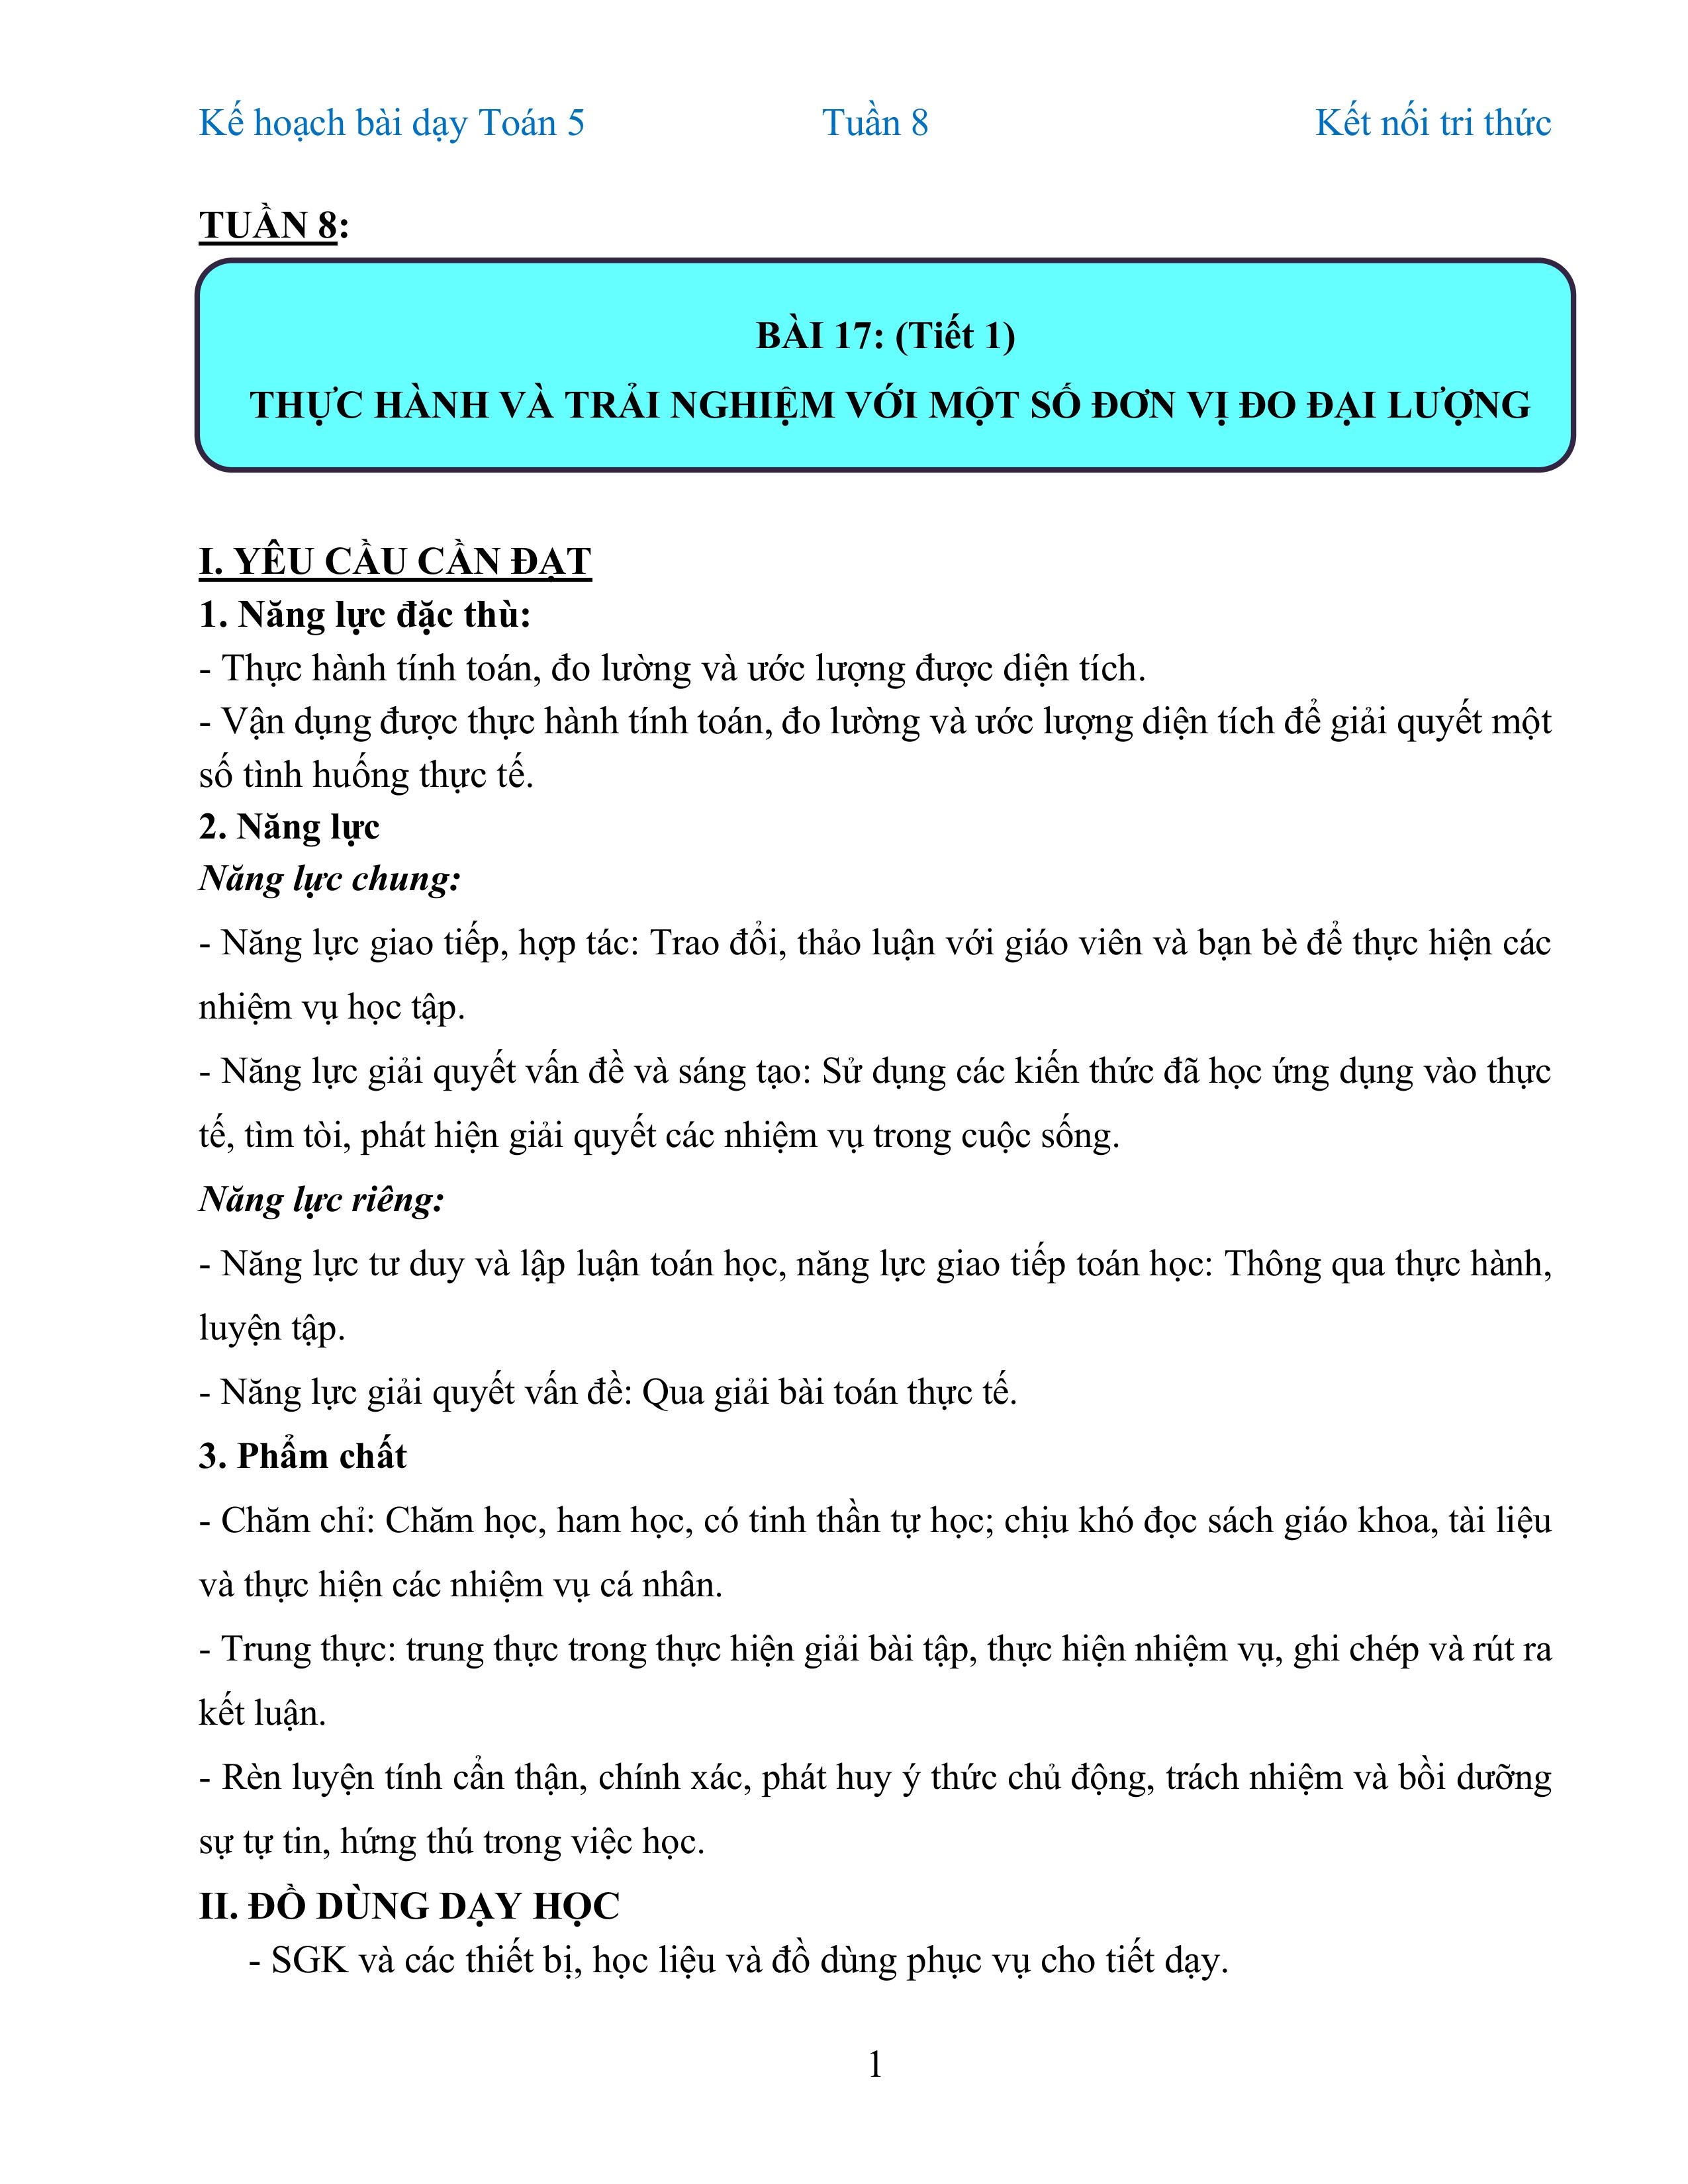 Kế hoạch bài dạy Toán 5 Tuần 8 Kết nối tri thức
TUẦN 8:
BÀI 17: (Tiết 1)
THỰC HÀNH VÀ TRẢI NGHIỆM VỚI MỘT SỐ ĐƠN VỊ ĐO ĐẠI LƯỢNG
I. YÊU CẦU CẦN ĐẠT
1. Năng lực đặc thù:
- Thực hành tính toán, đo lường và ước lượng được diện tích.
- Vận dụng được thực hành tính toán, đo lường và ước lượng diện tích để giải quyết một
số tình huống thực tế.
2. Năng lực
Năng lực chung:
- Năng lực giao tiếp, hợp tác: Trao đổi, thảo luận với giáo viên và bạn bè để thực hiện các
nhiệm vụ học tập.
- Năng lực giải quyết vấn đề và sáng tạo: Sử dụng các kiến thức đã học ứng dụng vào thực
tế, tìm tòi, phát hiện giải quyết các nhiệm vụ trong cuộc sống.
Năng lực riêng:
- Năng lực tư duy và lập luận toán học, năng lực giao tiếp toán học: Thông qua thực hành,
luyện tập.
- Năng lực giải quyết vấn đề: Qua giải bài toán thực tế.
3. Phẩm chất
- Chăm chỉ: Chăm học, ham học, có tinh thần tự học; chịu khó đọc sách giáo khoa, tài liệu
và thực hiện các nhiệm vụ cá nhân.
- Trung thực: trung thực trong thực hiện giải bài tập, thực hiện nhiệm vụ, ghi chép và rút ra
kết luận.
- Rèn luyện tính cẩn thận, chính xác, phát huy ý thức chủ động, trách nhiệm và bồi dưỡng
sự tự tin, hứng thú trong việc học.
II. ĐỒ DÙNG DẠY HỌC
- SGK và các thiết bị, học liệu và đồ dùng phục vụ cho tiết dạy.
1